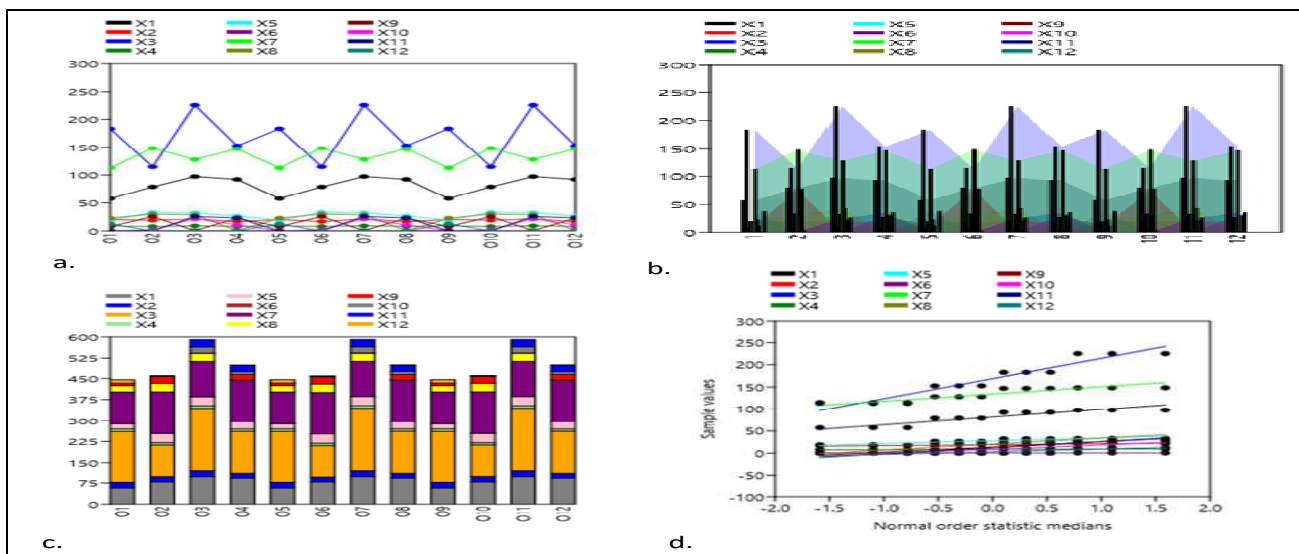 X1 X5 X9
X2 X6 X10
X3 X7 X11
X4 X8 X12
300
250
200
150
100
50
0
O1 O2 O3 O4 O5 O6 O7 O8 O9 O10 O11 O12
a.
X1 X5 X9
X2 X6 X10
X3 X7 X11
X4 X8 X12
300
250
200
150
100
50
0
1 2 3 4 5 6 7 8 9 10 11 12
b.
X1 X5 X9
X2 X6 X10
X3 X7 X11
X4 X8 X12
600
525
450
375
300
225
150
75
0
O1 O2 O3 O4 O5 O6 O7 O8 O9 O10 O11 O12
c.
X1 X5 X9
X2 X6 X10
X3 X7 X11
X4 X8 X12
Sample values
300
250
200
150
100
50
0
-50
-100
-2.0 -1.5 -1.0 -0.5 0.0 0.5 1.0 1.5 2.0
Normal order statistic medians
d.